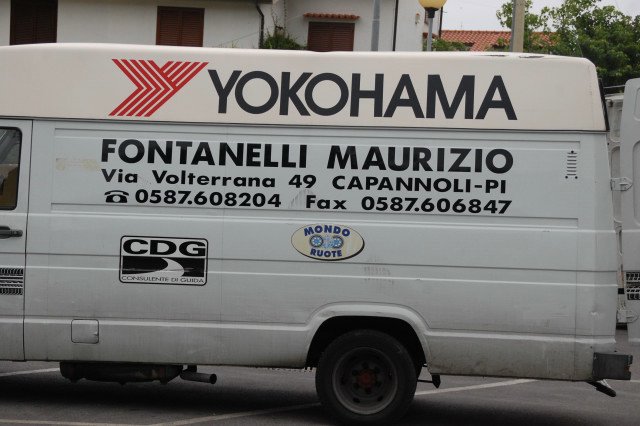 YOKOHAMA
FONTANELLI MAURIZIO
Via Volterrana 49 CAPANNOLI-PI
☎ 0587.608204 Fax 0587.606847
MONDO
RUOTE
CDG
CONSULENTE DI GUIDA